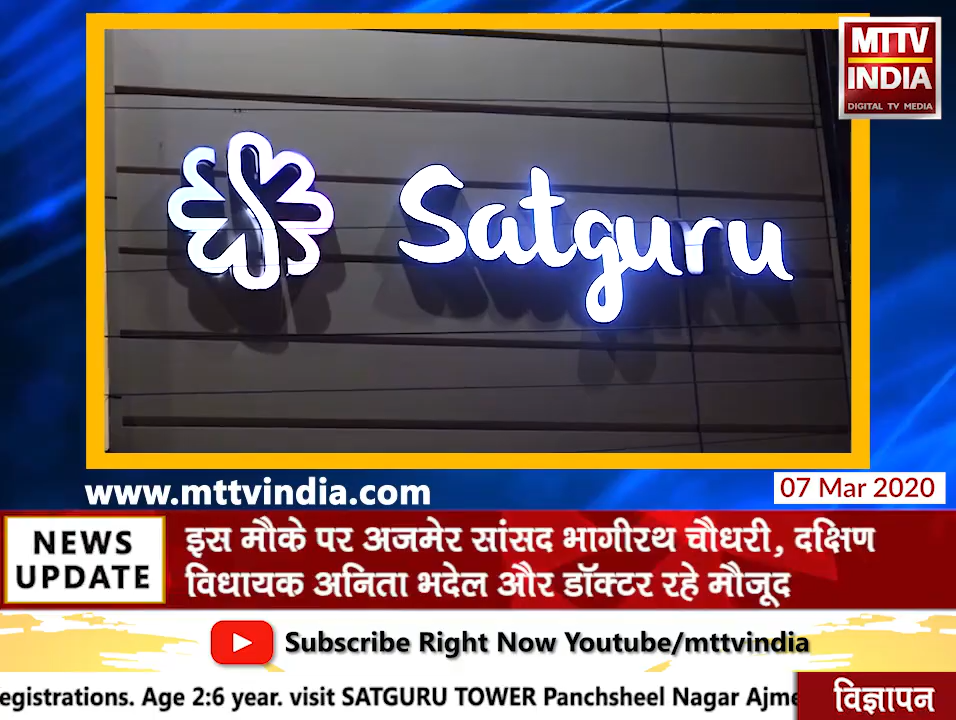 MTTV
INDIA
DIGITAL TV MEDIA
Satguru
www.mttvindia.com
07 Mar 2020
NEWS
UPDATE
इस मौके पर अजमेर सांसद भागीरथ चौधरी, दक्षिण
विधायक अनिता भदेल और डॉक्टर रहे मौजूद
Subscribe Right Now Youtube/mttvindia
egistrations. Age 2:6 year. visit SATGURU TOWER Panchsheel Nagar Ajme
विज्ञापन